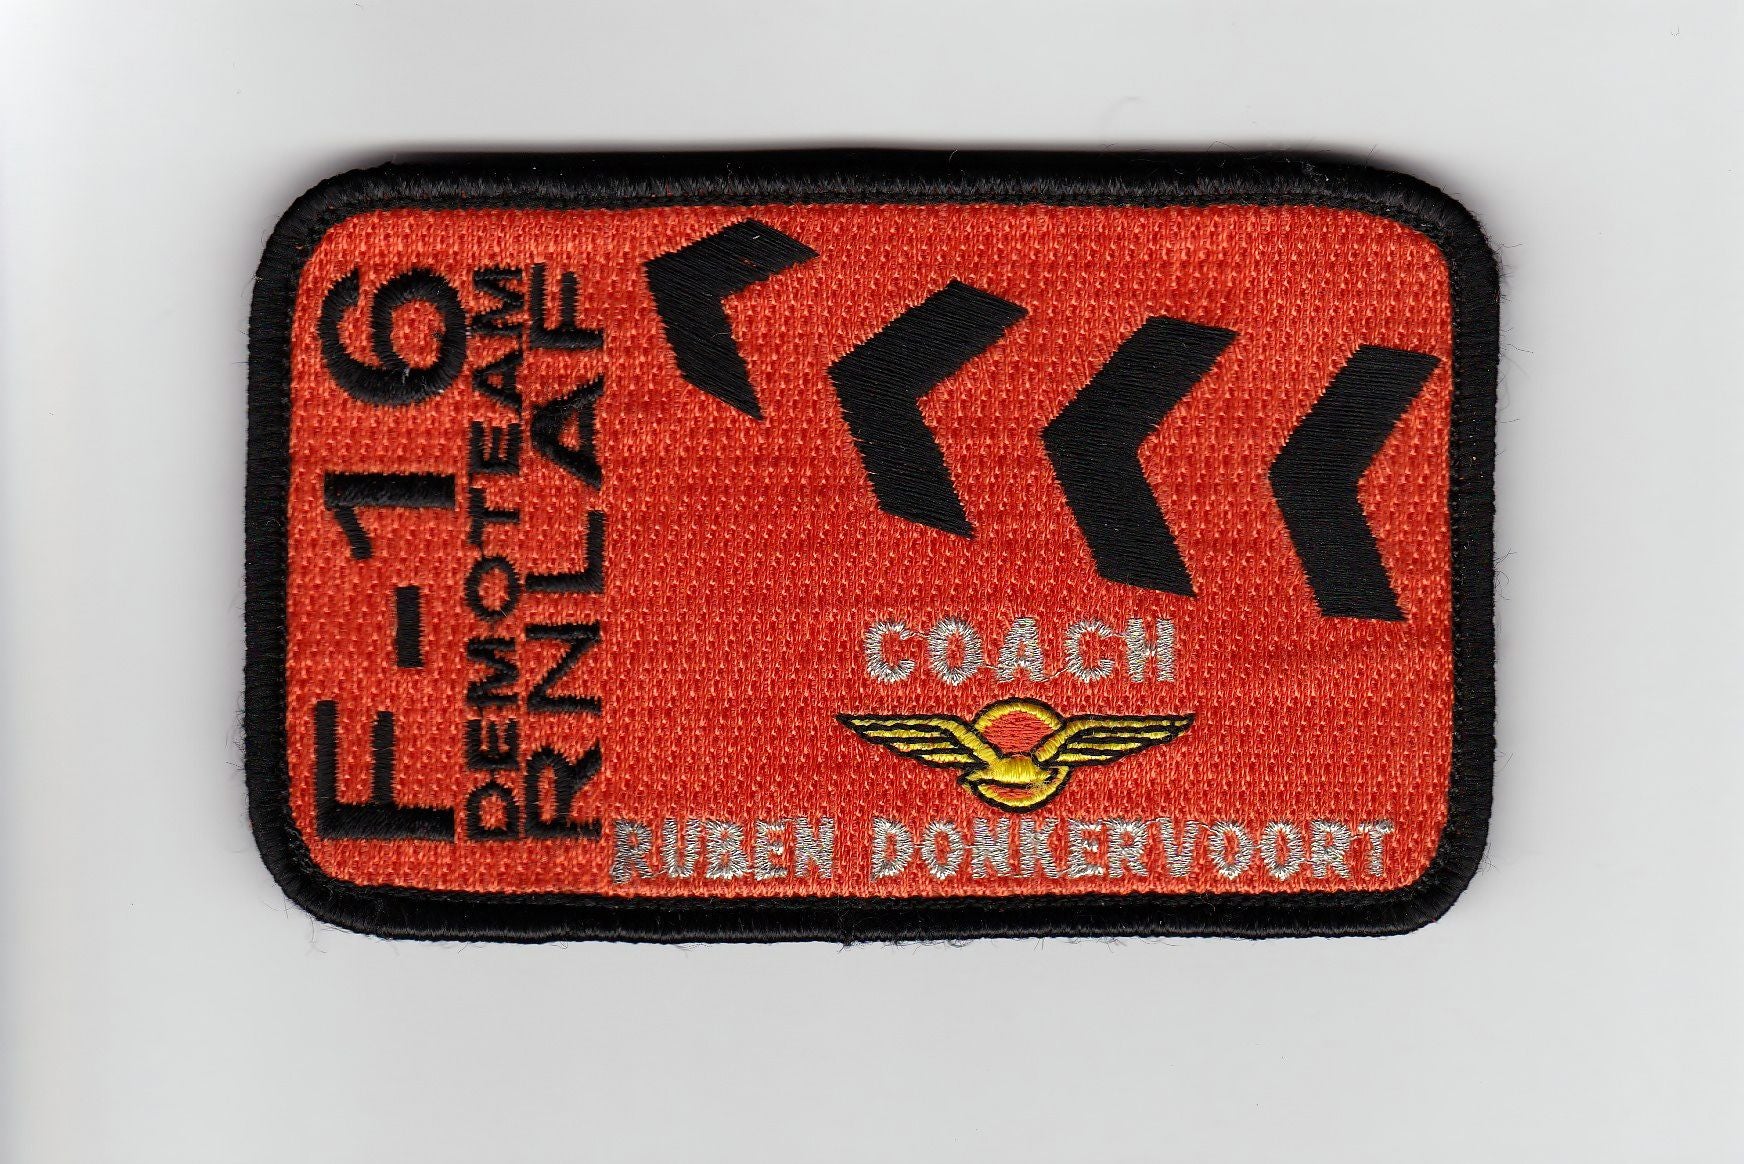 F-16
DEMOTEAM
RNLAF
COACH
RUBEN DONKERVOORT